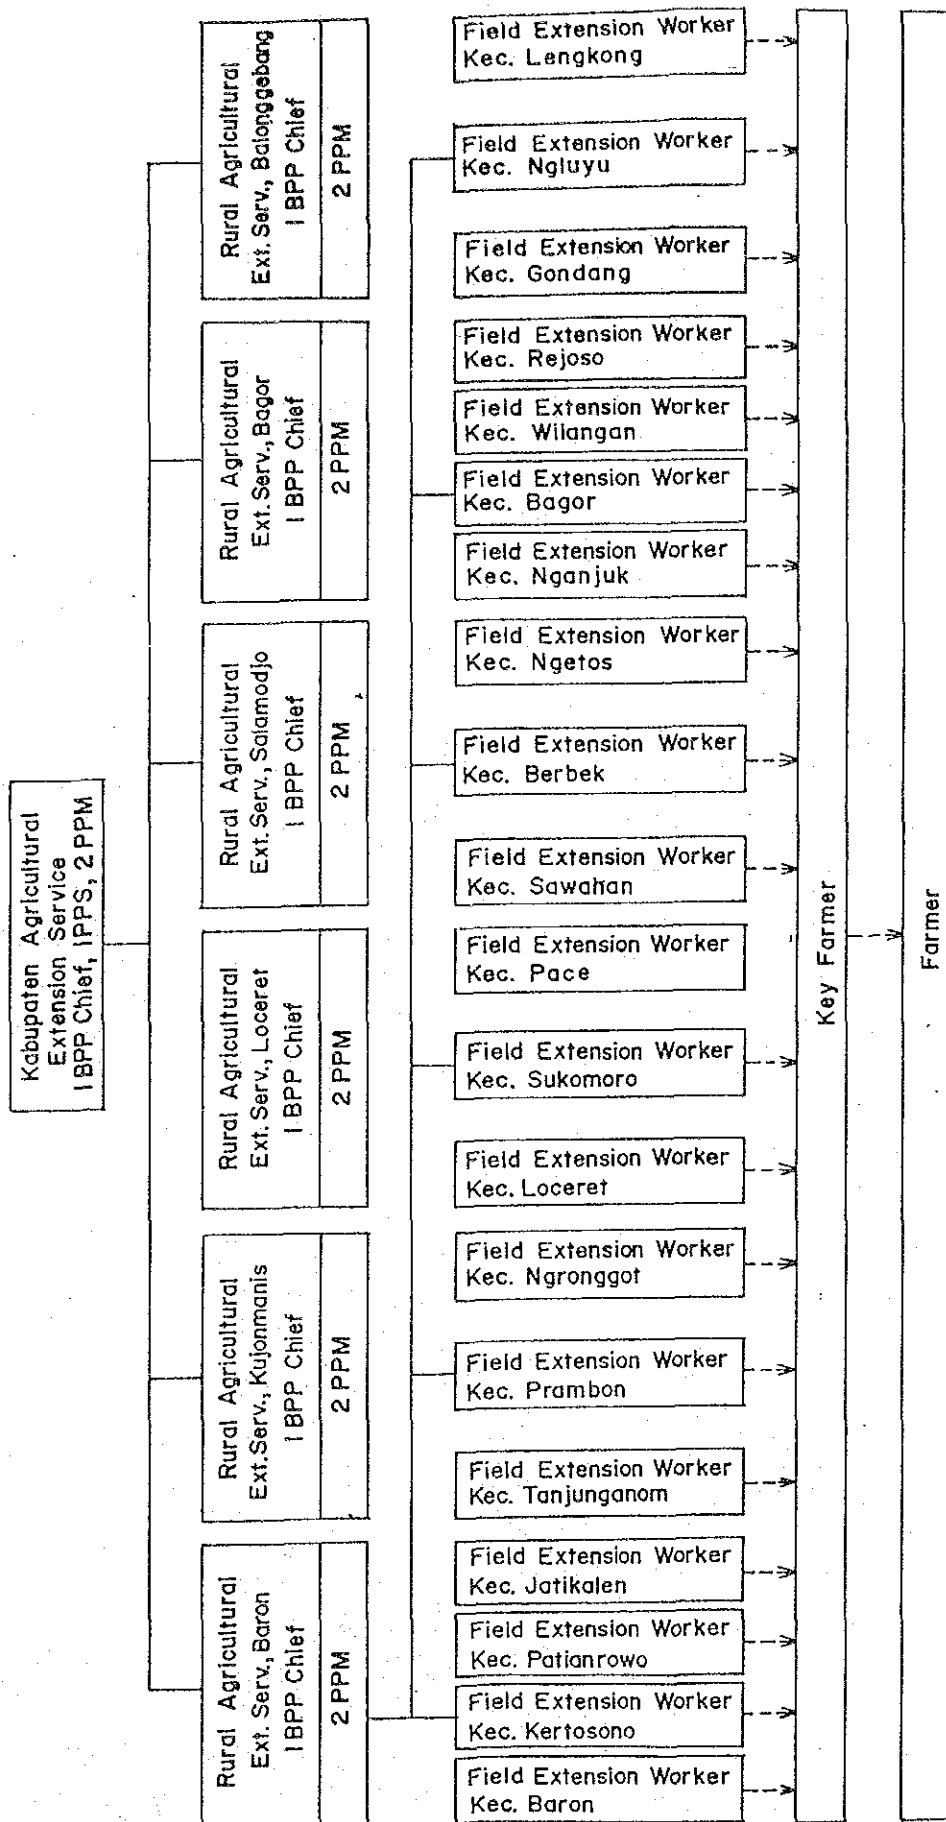 Kabupaten Agricultural
Extension Service
1 BPP Chief, 1 PPS, 2 PPM
Rural Agricultural
Ext. Serv., Balonggebang
1 BPP Chief
2 PPM
Rural Agricultural
Ext. Serv., Bagor
1 BPP Chief
2 PPM
Rural Agricultural
Ext. Serv., Salamodjo
1 BPP Chief
2 PPM
Rural Agricultural
Ext. Serv., Loceret
1 BPP Chief
2 PPM
Rural Agricultural
Ext. Serv., Kujonmanis
1 BPP Chief
2 PPM
Rural Agricultural
Ext. Serv, Baron
1 BPP Chief
2 PPM
Field Extension Worker
Kec. Lengkong
Field Extension Worker
Kec. Ngluyu
Field Extension Worker
Kec. Gondang
Field Extension Worker
Kec. Rejoso
Field Extension Worker
Kec. Wilangan
Field Extension Worker
Kec. Bagor
Field Extension Worker
Kec. Nganjuk
Field Extension Worker
Kec. Ngetos
Field Extension Worker
Kec. Berbek
Field Extension Worker
Kec. Sawahan
Field Extension Worker
Kec. Pace
Field Extension Worker
Kec. Sukomoro
Field Extension Worker
Kec. Loceret
Field Extension Worker
Kec. Ngronggot
Field Extension Worker
Kec. Prambon
Field Extension Worker
Kec. Tanjunganom
Field Extension Worker
Kec. Jatikalen
Field Extension Worker
Kec. Patianrowo
Field Extension Worker
Kec. Kertosono
Field Extension Worker
Kec. Baron
Key Farmer
Farmer